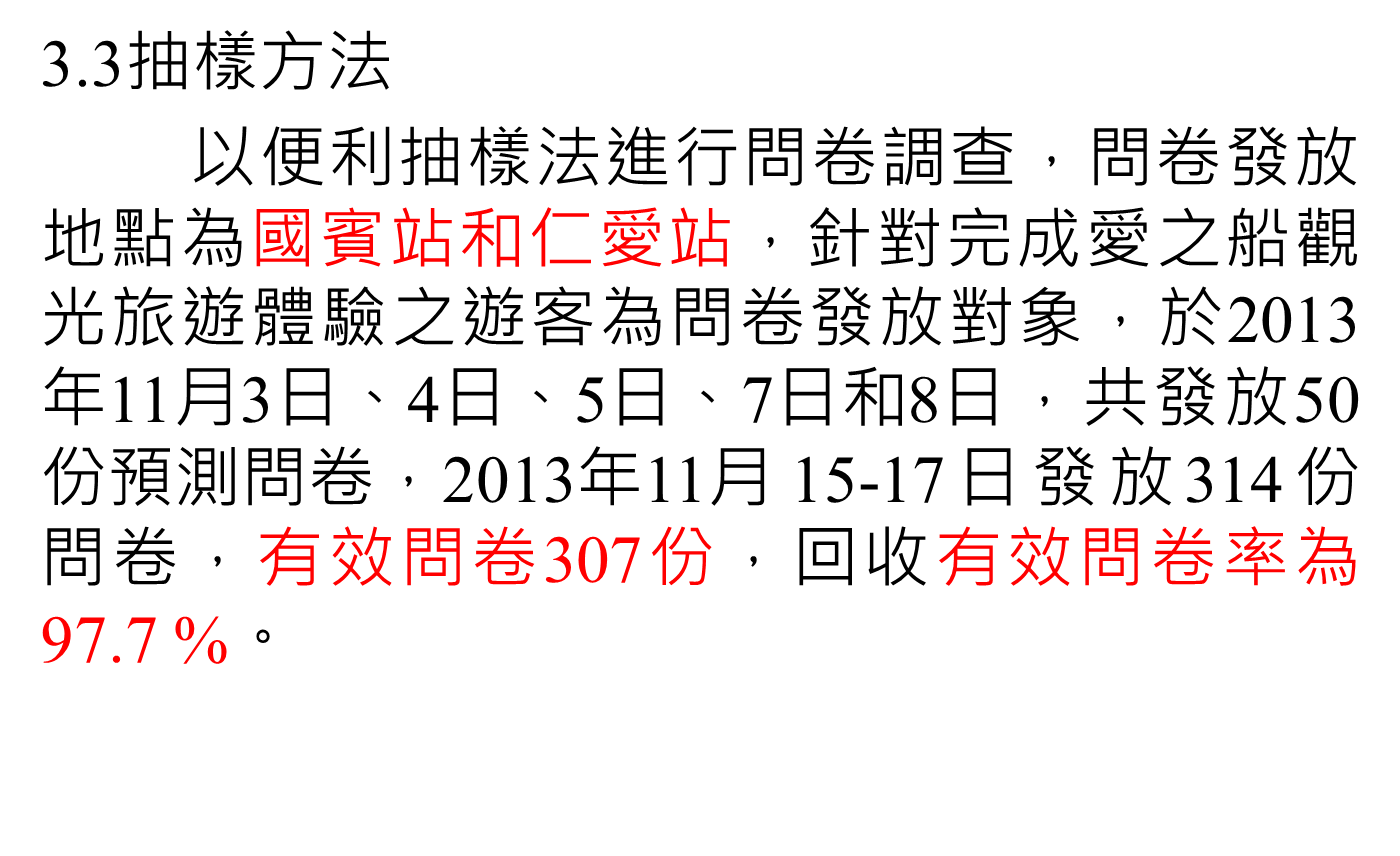 3.3抽樣方法
以便利抽樣法進行問卷調查，問卷發放
地點為國賓站和仁愛站，針對完成愛之船觀
光旅遊體驗之遊客為問卷發放對象，於2013
年11月3日、4日、5日、7日和8日，共發放50
份預測問卷，2013年11月 15-17 日發放314份
問卷，有效問卷307份，回收有效問卷率為
97.7 %。